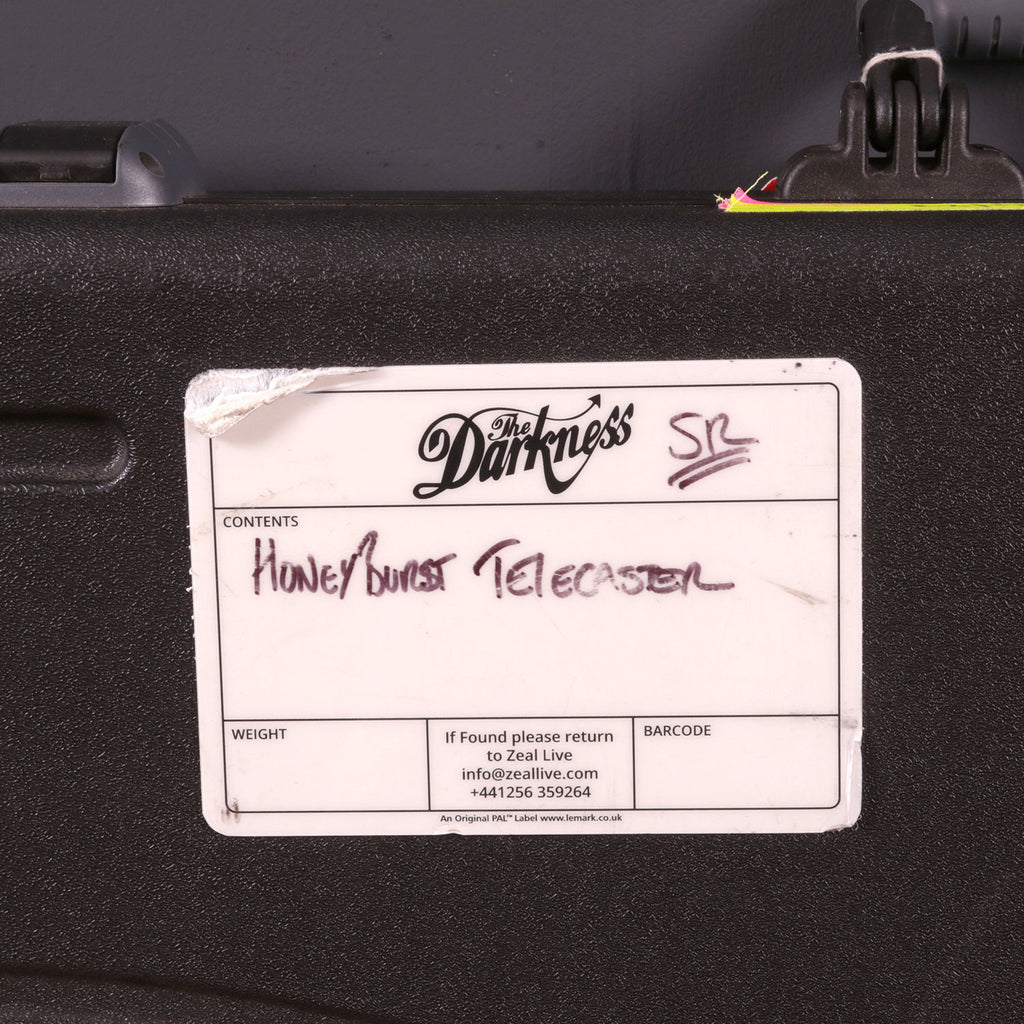 The Darkness
SR
CONTENTS
HONEYBURST TELECASTER
WEIGHT
If Found please return
to Zeal Live
info@zeallive.com
+441256 359264
BARCODE
An Original PAL™ Label www.lemark.co.uk